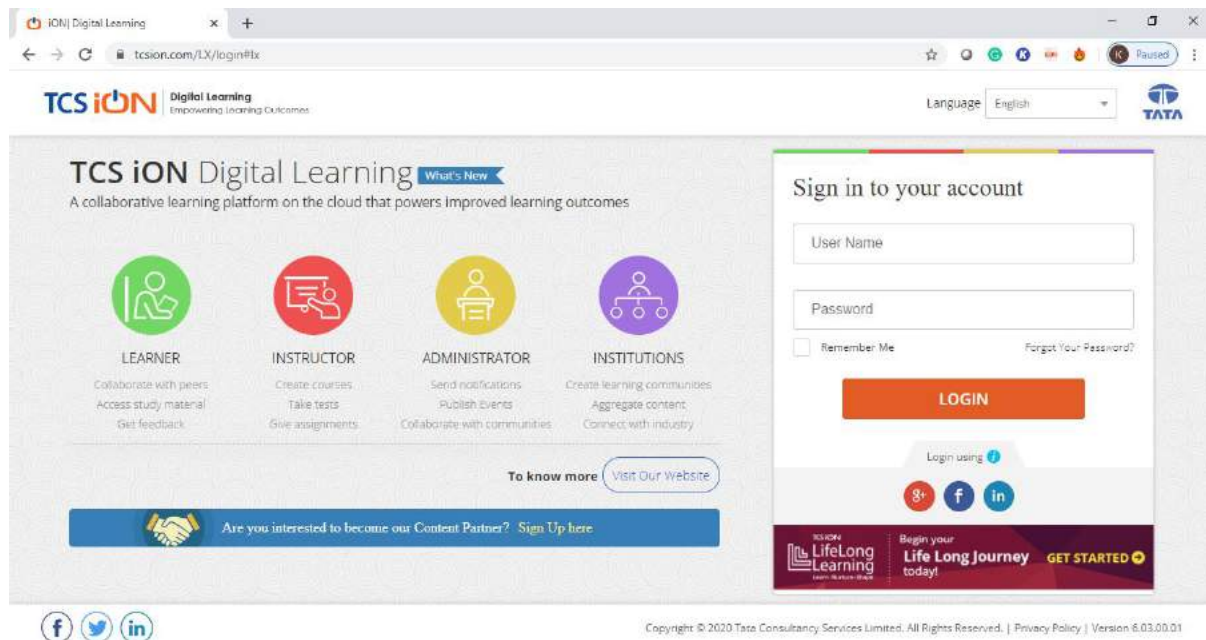 iON| Digital Learning
tcsion.com/LX/login#lx
K Paused
TCS iON Digital Learning
Empowering Learning Outcomes
Language English
TATA
TCS iON Digital Learning What's New
A collaborative learning platform on the cloud that powers improved learning outcomes
LEARNER
Collaborate with peers
Access study material
Get feedback
INSTRUCTOR
Create courses
Take tests
Give assignments
ADMINISTRATOR
Send notifications
Publish Events
Collaborate with communities
INSTITUTIONS
Create learning communities
Aggregate content
Connect with industry
To know more Visit Our Website
Are you interested to become our Content Partner? Sign Up here
Sign in to your account
User Name
Password
Remember Me Forgot Your Password?
LOGIN
Login using i
8+ f in
TCS iON
LifeLong
Learning
Begin your
Life Long Journey
today!
GET STARTED
f in
Copyright © 2020 Tata Consultancy Services Limited. All Rights Reserved. | Privacy Policy | Version 6.03.00.01